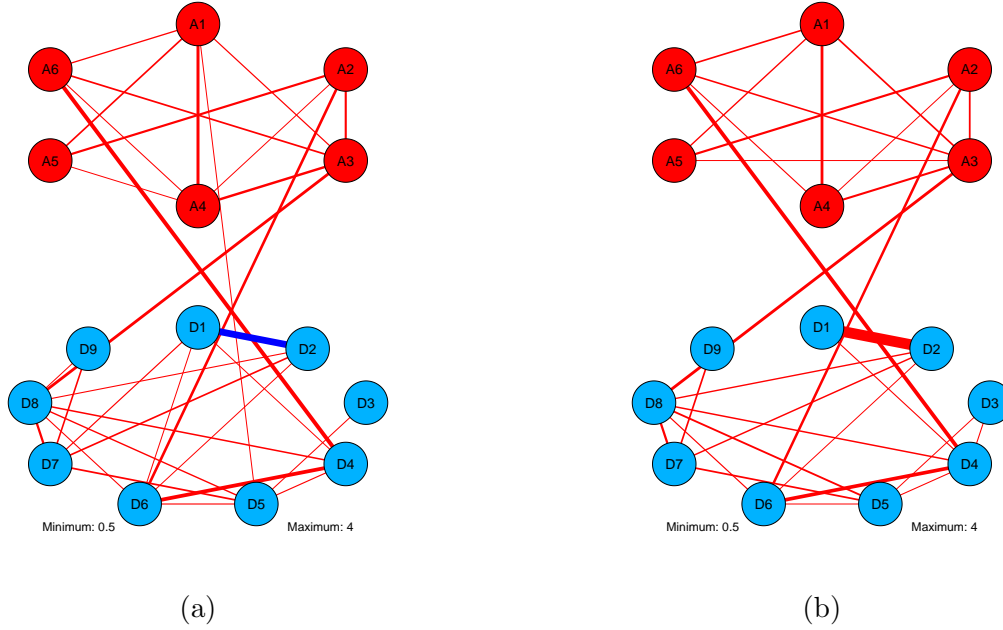 A1
A6
A2
A5
A3
A4
D1
D9
D2
D8
D3
D7
D4
D6
D5
Minimum: 0.5
Maximum: 4
(a)
A1
A6
A2
A5
A3
A4
D1
D9
D2
D8
D3
D7
D4
D6
D5
Minimum: 0.5
Maximum: 4
(b)